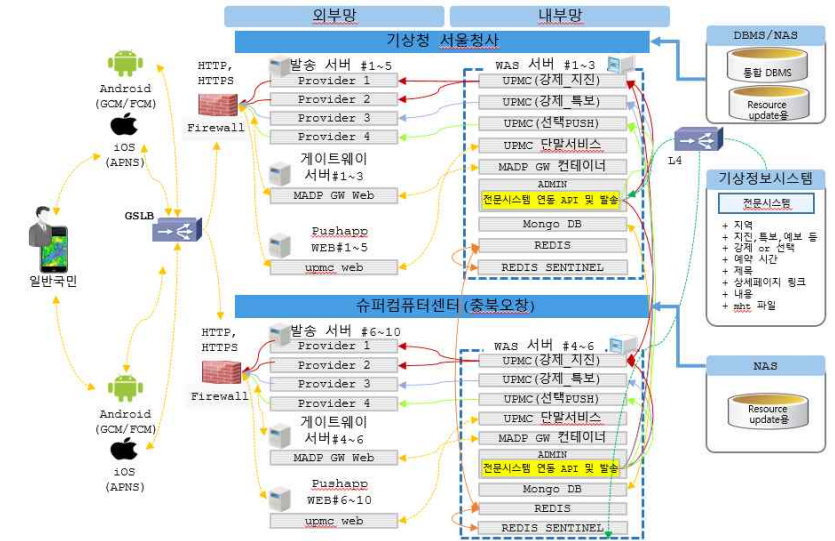 외부망
내부망
기상청 서울청사
DBMS/NAS
통합 DBMS
Resource
update용
Android
(GCM/FCM)
iOS
(APNS)
HTTP,
HTTPS
Firewall
발송 서버 #1~5
Provider 1
Provider 2
Provider 3
Provider 4
게이트웨이
서버#1~3
MADP GW Web
Pushapp
WEB#1~5
upmc web
WAS 서버 #1~3
UPMC(강제_지진)
UPMC(강제_특보)
UPMC(선택PUSH)
UPMC 단말서비스
MADP GW 컨테이너
ADMIN
전문시스템 연동 API 및 발송
Mongo DB
REDIS
REDIS SENTINEL
L4
기상정보시스템
전문시스템
+ 지역
+ 지진,특보,예보 등
+ 강제 or 선택
+ 예약 시간
+ 제목
+ 상세페이지 링크
+ 내용
+ mht 파일
GSLB
일반국민
슈퍼컴퓨터센터(충북오창)
HTTP,
HTTPS
Firewall
발송 서버 #6~10
Provider 1
Provider 2
Provider 3
Provider 4
게이트웨이
서버#4~6
MADP GW Web
Pushapp
WEB#6~10
upmc web
WAS 서버 #4~6
UPMC(강제_지진)
UPMC(강제_특보)
UPMC(선택PUSH)
UPMC 단말서비스
MADP GW 컨테이너
ADMIN
전문시스템 연동 API 및 발송
Mongo DB
REDIS
REDIS SENTINEL
NAS
Resource
update용
Android
(GCM/FCM)
iOS
(APNS)